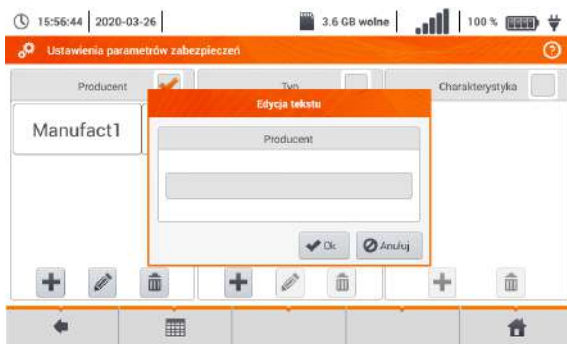 15:56:44 2020-03-26 3.6 GB wolne 100 %
Ustawienia parametrów zabezpieczeń
Producent Typ Charakterystyka
Edycja tekstu
Manufact1
Producent
Ok Anuluj